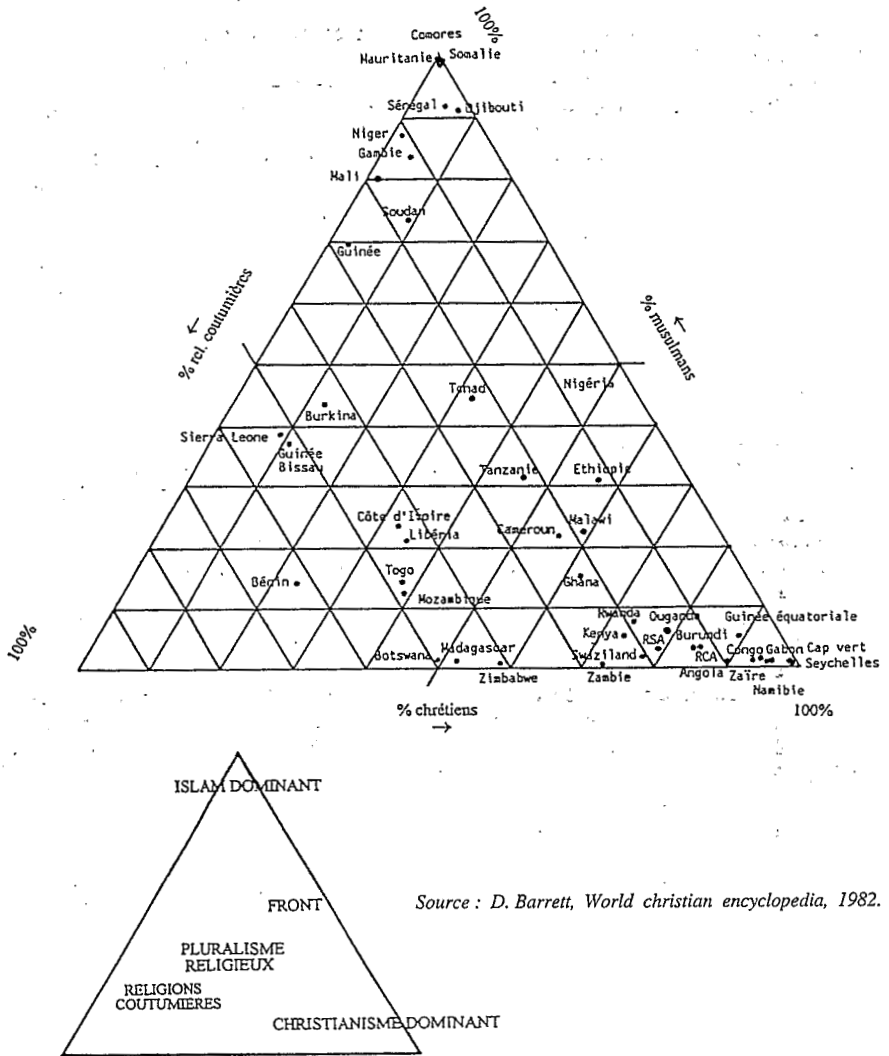 100%
Comores
Mauritanie Somalie
Sénégal Djibouti
Niger
Gambie
Mali
Soudan
Guinée
← % rel. coutumières
% musulmans ←
Tchad Nigéria
Burkina
Sierra Leone
Guinée
Bissau
Tanzanie Ethiopie
Côte d'Ivoire
Libéria
Cameroun Malawi
Bénin Togo Ghana
Mozambique
Rwanda Ouganda Guinée équatoriale
Kenya RSA Burundi
100%
Botswana Madagascar Swaziland RCA Congo Gabon Cap vert
Seychelles
Zimbabwe Zambie Angola Zaïre
Namibie
% chrétiens
→
100%
ISLAM DOMINANT
FRONT
PLURALISME
RELIGIEUX
RELIGIONS
COUTUMIÈRES
CHRISTIANISME DOMINANT
Source : D. Barrett, World christian encyclopedia, 1982.